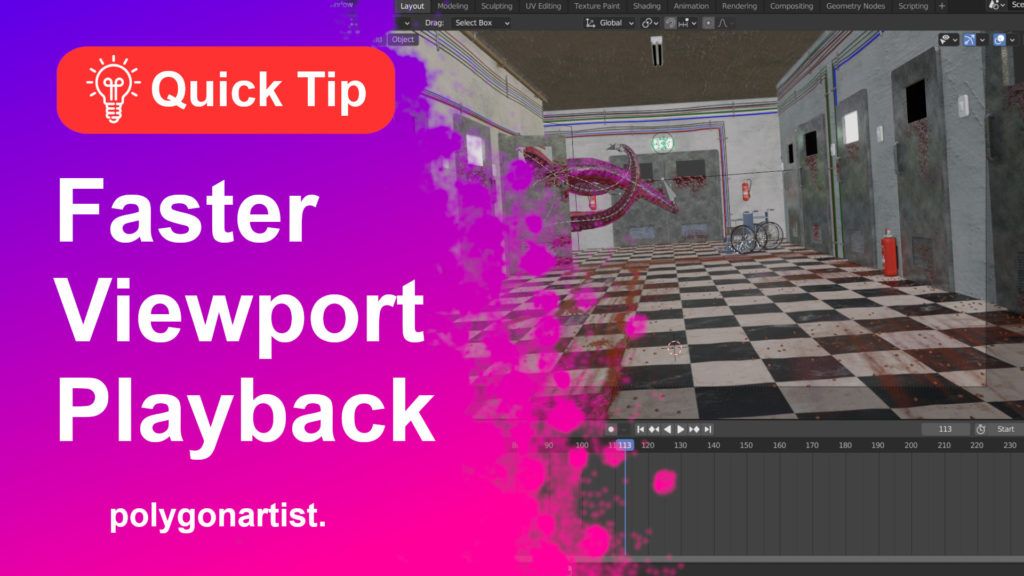 Quick Tip
Faster
Viewport
Playback
polygonartist.
Layout Modeling Sculpting UV Editing Texture Paint Shading Animation Rendering Compositing Geometry Nodes Scripting +
Drag: Select Box Global
Object
113 Start
90 100 113 120 130 140 150 160 170 180 190 200 210 220 230